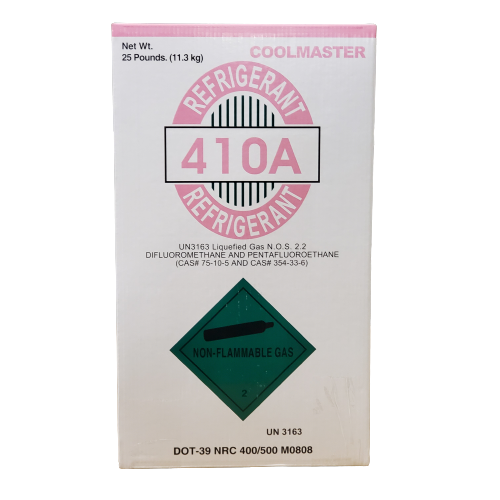 Net Wt.
25 Pounds. (11.3 kg)
COOLMASTER
REFRIGERANT
410A
REFRIGERANT
UN3163 Liquefied Gas N.O.S. 2.2
DIFLUOROMETHANE AND PENTAFLUOROETHANE
(CAS# 75-10-5 AND CAS# 354-33-6)
NON-FLAMMABLE GAS
2
UN 3163
DOT-39 NRC 400/500 M0808